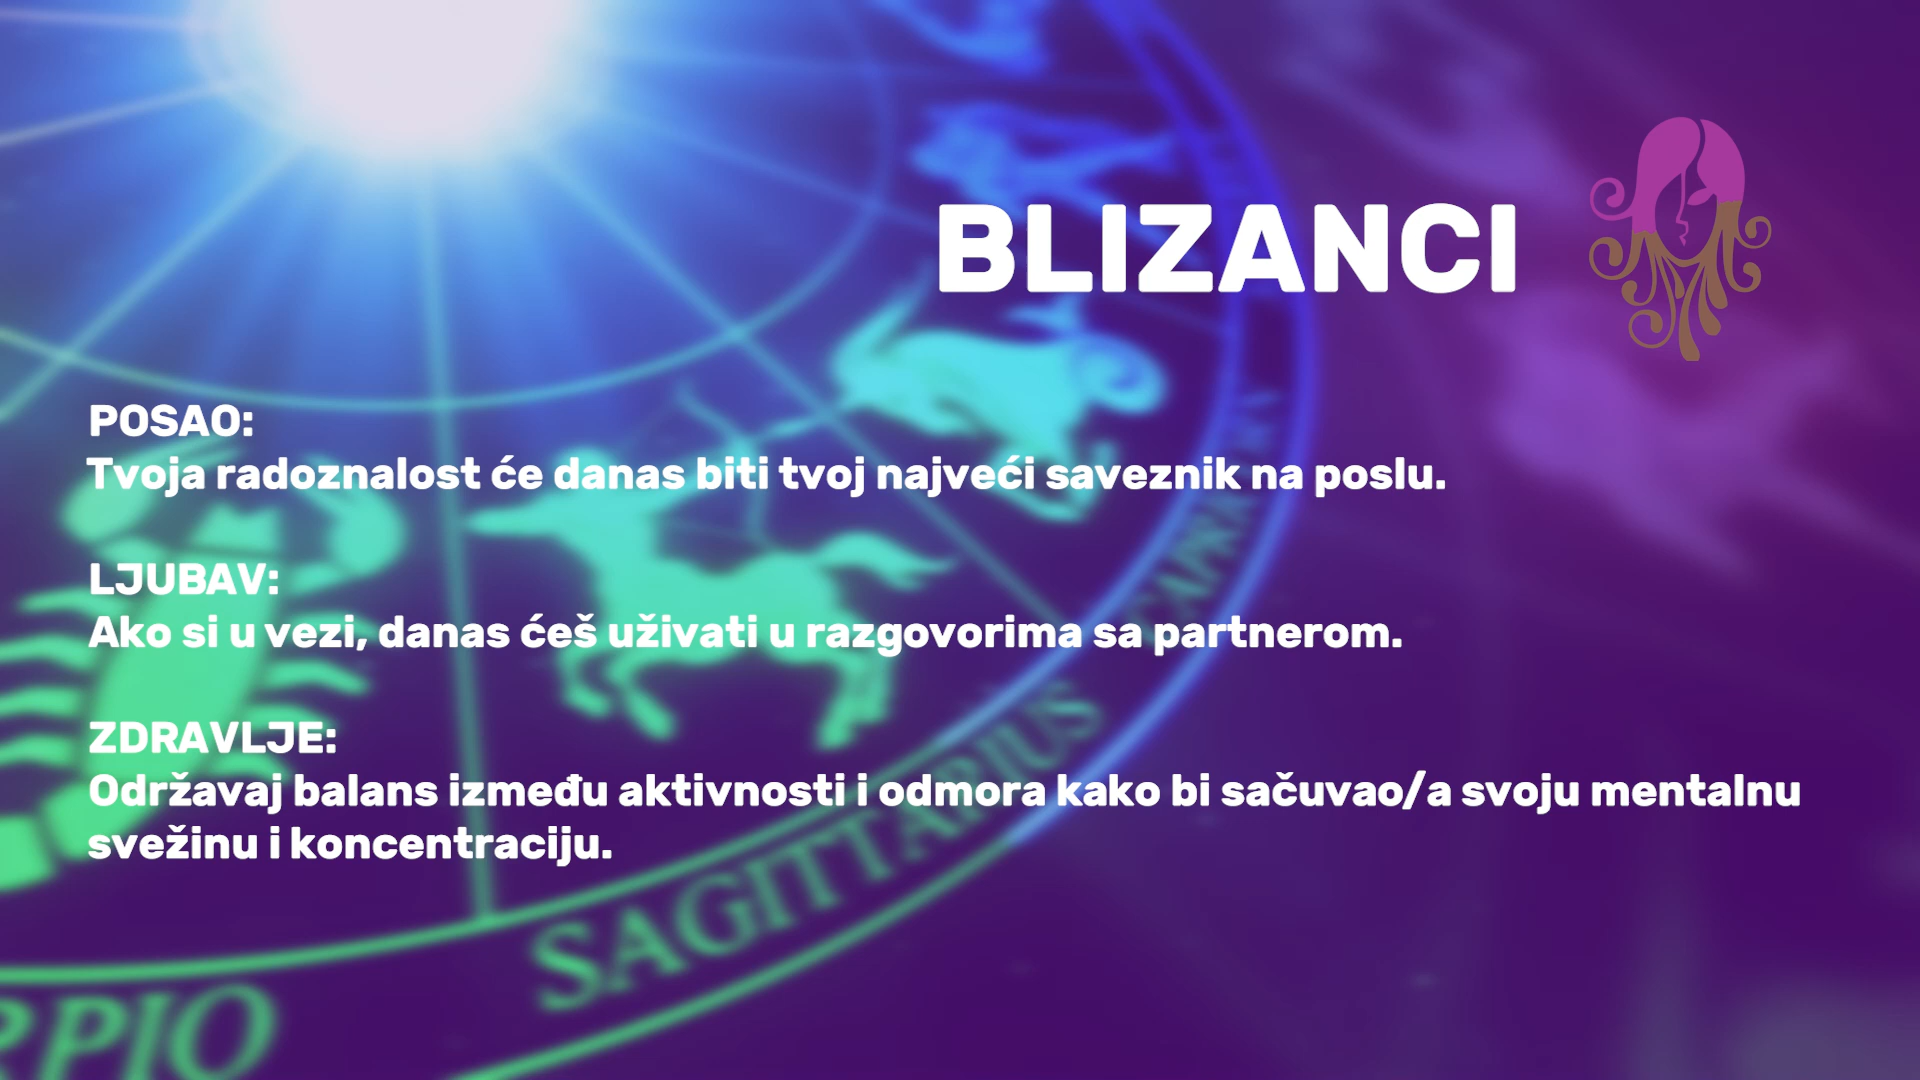 BLIZANCI
POSAO:
Tvoja radoznalost će danas biti tvoj najveći saveznik na poslu.
LJUBAV:
Ako si u vezi, danas ćeš uživati u razgovorima sa partnerom.
ZDRAVLJE:
Održavaj balans između aktivnosti i odmora kako bi sačuvao/a svoju mentalnu
svežinu i koncentraciju.
SAGITTARIUS
RPIO